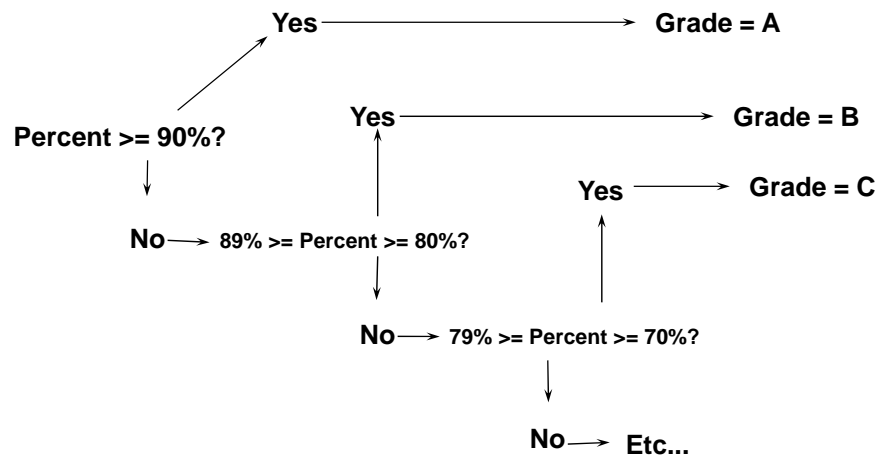 Yes
Grade = A
Percent >= 90%?
Yes
Grade = B
No
89% >= Percent >= 80%?
Yes
Grade = C
No
79% >= Percent >= 70%?
No
Etc...